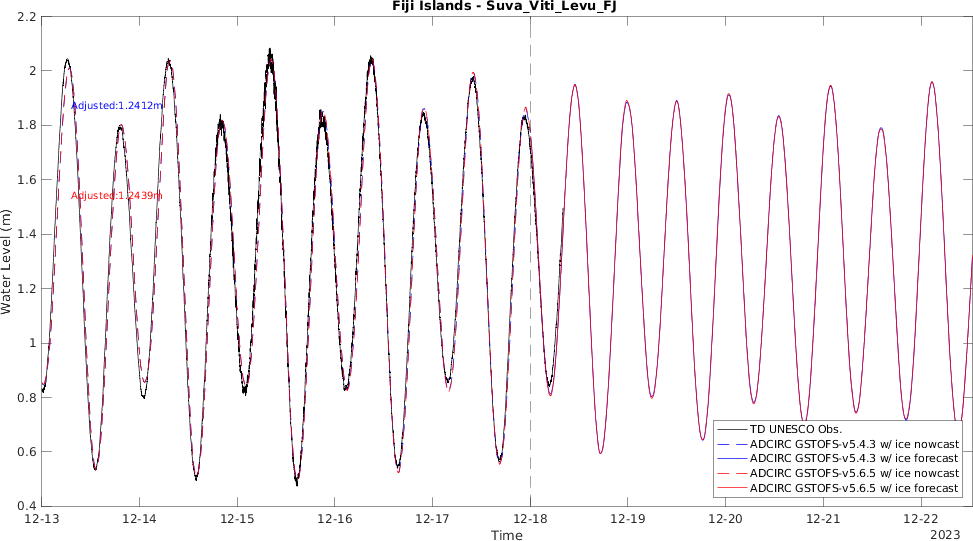 Fiji Islands - Suva_Viti_Levu_FJ
2.2
2
1.8
1.6
1.4
1.2
1
0.8
0.6
0.4
Water Level (m)
Adjusted:1.2412m
Adjusted:1.2439m
TD UNESCO Obs.
ADCIRC GSTOFS-v5.4.3 w/ ice nowcast
ADCIRC GSTOFS-v5.4.3 w/ ice forecast
ADCIRC GSTOFS-v5.6.5 w/ ice nowcast
ADCIRC GSTOFS-v5.6.5 w/ ice forecast
12-13 12-14 12-15 12-16 12-17 12-18 12-19 12-20 12-21 12-22
Time
2023